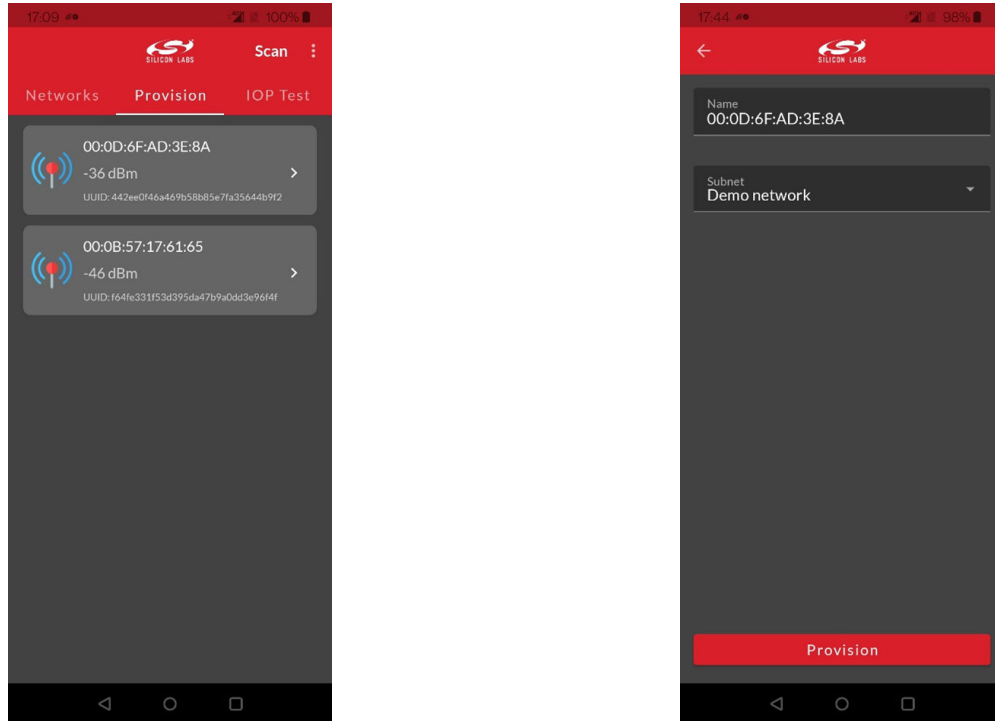 17:09
100%
SILICON LABS
Scan
Networks
Provision
IOP Test
00:0D:6F:AD:3E:8A
-36 dBm
UUID: 442ee0f46a469b58b85e7fa35644b9f2
00:0B:57:17:61:65
-46 dBm
UUID: f64fe331f53d395da47b9a0dd3e96f4f
17:44
98%
SILICON LABS
Name
00:0D:6F:AD:3E:8A
Subnet
Demo network
Provision